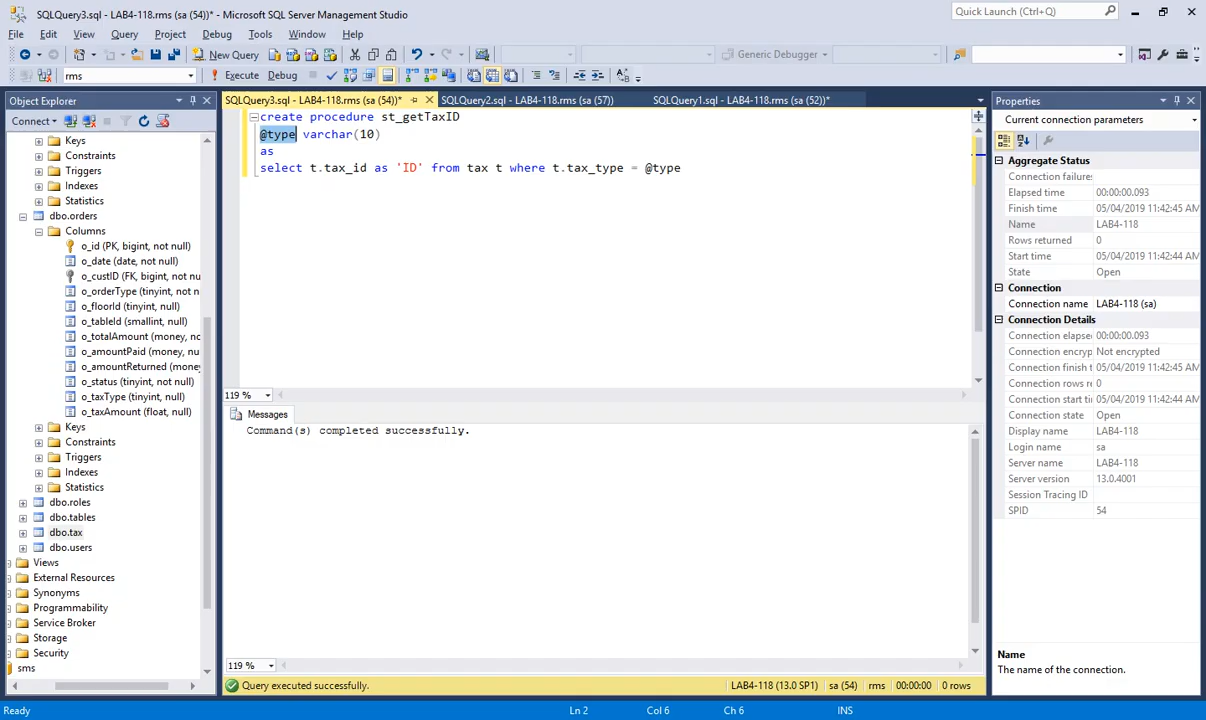 SQLQuery3.sql - LAB4-118.rms (sa (54))* - Microsoft SQL Server Management Studio
Quick Launch (Ctrl+Q)
File Edit View Query Project Debug Tools Window Help
New Query
Generic Debugger
rms
Execute Debug
Object Explorer
SQLQuery3.sql - LAB4-118.rms (sa (54))*
SQLQuery2.sql - LAB4-118.rms (sa (57))
SQLQuery1.sql - LAB4-118.rms (sa (52))*
Properties
Connect
Keys
Constraints
Triggers
Indexes
Statistics
dbo.orders
Columns
o_id (PK, bigint, not null)
o_date (date, not null)
o_custID (FK, bigint, not nu
o_orderType (tinyint, not n
o_floorId (tinyint, null)
o_tableId (smallint, null)
o_totalAmount (money, nc
o_amountPaid (money, nu
o_amountReturned (money
o_status (tinyint, not null)
o_taxType (tinyint, null)
o_taxAmount (float, null)
Keys
Constraints
Triggers
Indexes
Statistics
dbo.roles
dbo.tables
dbo.tax
dbo.users
Views
External Resources
Synonyms
Programmability
Service Broker
Storage
Security
sms
create procedure st_getTaxID
@type varchar(10)
as
select t.tax_id as 'ID' from tax t where t.tax_type = @type
119 %
Messages
Command(s) completed successfully.
119 %
Query executed successfully.
LAB4-118 (13.0 SP1) sa (54) rms 00:00:00 0 rows
Current connection parameters
Aggregate Status
Connection failures
Elapsed time 00:00:00.093
Finish time 05/04/2019 11:42:45 AM
Name LAB4-118
Rows returned 0
Start time 05/04/2019 11:42:44 AM
State Open
Connection
Connection name LAB4-118 (sa)
Connection Details
Connection elapse 00:00:00.093
Connection encryp Not encrypted
Connection finish t 05/04/2019 11:42:45 AM
Connection rows r 0
Connection start ti 05/04/2019 11:42:44 AM
Connection state Open
Display name LAB4-118
Login name sa
Server name LAB4-118
Server version 13.0.4001
Session Tracing ID
SPID 54
Name
The name of the connection.
Ready
Ln 2 Col 6 Ch 6 INS